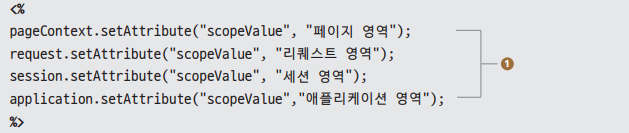 <%
pageContext.setAttribute("scopeValue", "페이지 영역");
request.setAttribute("scopeValue", "리퀘스트 영역");
session.setAttribute("scopeValue", "세션 영역");
application.setAttribute("scopeValue","애플리케이션 영역");
%>
❶